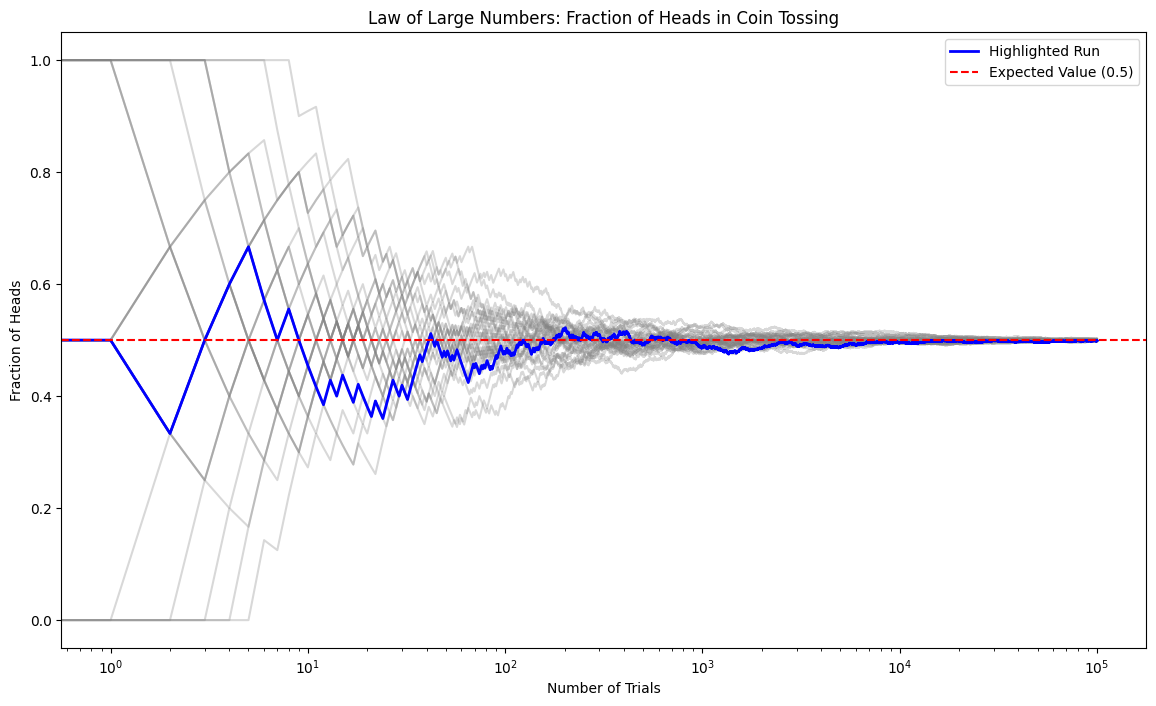 Law of Large Numbers: Fraction of Heads in Coin Tossing
Highlighted Run
Expected Value (0.5)
Fraction of Heads
1.0
0.8
0.6
0.4
0.2
0.0
10⁰
10¹
10²
10³
10⁴
10⁵
Number of Trials